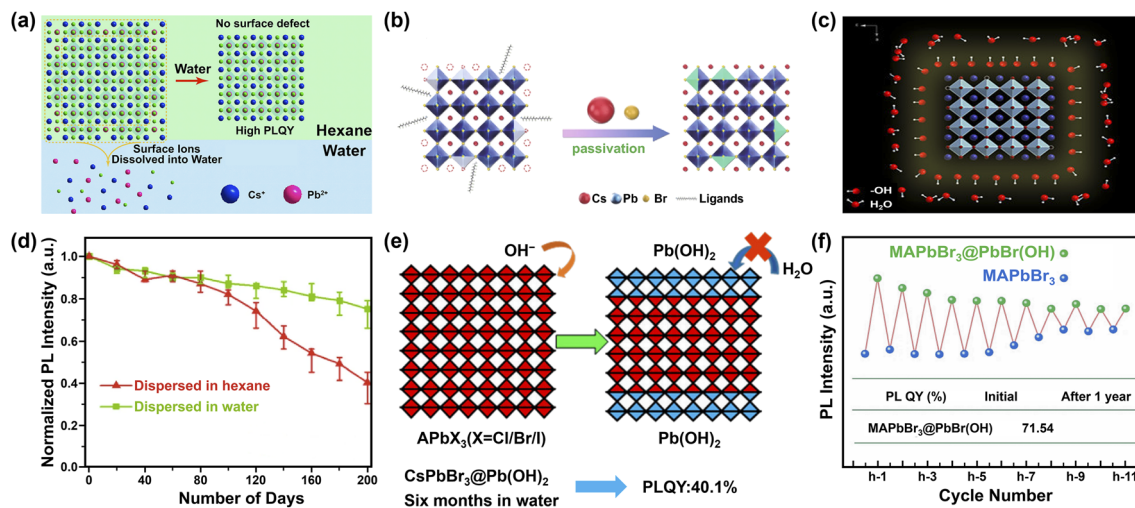 (a)
No surface defect
Water
High PLQY
Hexane
Water
Surface Ions
Dissolved into Water
Cs⁺
Pb²⁺
(b)
passivation
Cs Pb Br Ligands
(c)
-OH
H₂O
(d)
Normalized PL Intensity (a.u.)
1.0
0.8
0.6
0.4
0.2
0.0
Dispersed in hexane
Dispersed in water
0 40 80 120 160 200
Number of Days
(e)
OH⁻
Pb(OH)₂
H₂O
APbX₃(X=Cl/Br/I)
Pb(OH)₂
CsPbBr₃@Pb(OH)₂
Six months in water
PLQY:40.1%
(f)
MAPbBr₃@PbBr(OH)
MAPbBr₃
PL Intensity (a.u.)
PL QY (%) Initial After 1 year
MAPbBr₃@PbBr(OH) 71.54
h-1 h-3 h-5 h-7 h-9 h-11
Cycle Number